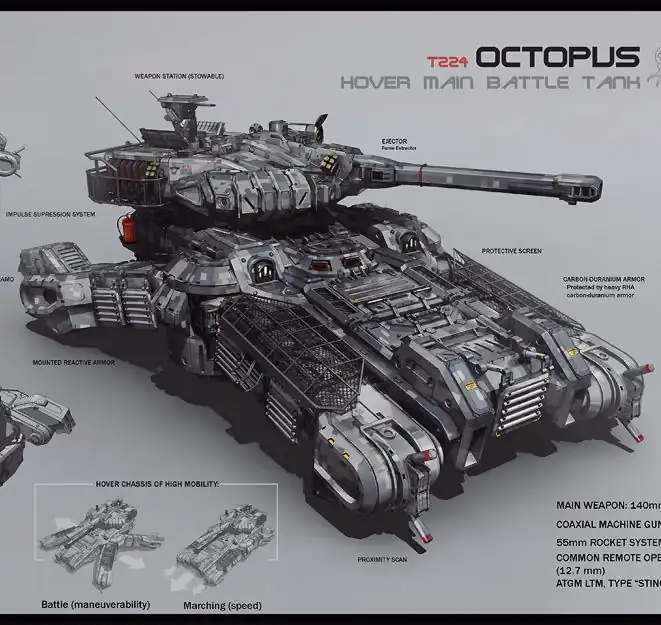 WEAPON STATION (STOWABLE)
T224 OCTOPUS
HOVER MAIN BATTLE TANK
EJECTOR
Fume Extractor
IMPULSE SUPRESSION SYSTEM
PROTECTIVE SCREEN
AMO
CARBON-DURANIUM ARMOR
- Protected by heavy RHA
carbon-duranium armor
MOUNTED REACTIVE ARMOR
HOVER CHASSIS OF HIGH MOBILITY:
Battle (maneuverability)
Marching (speed)
PROXIMITY SCAN
MAIN WEAPON: 140mm
COAXIAL MACHINE GUN
55mm ROCKET SYSTEM
COMMON REMOTE OPE
(12.7 mm)
ATGM LTM, TYPE "STING